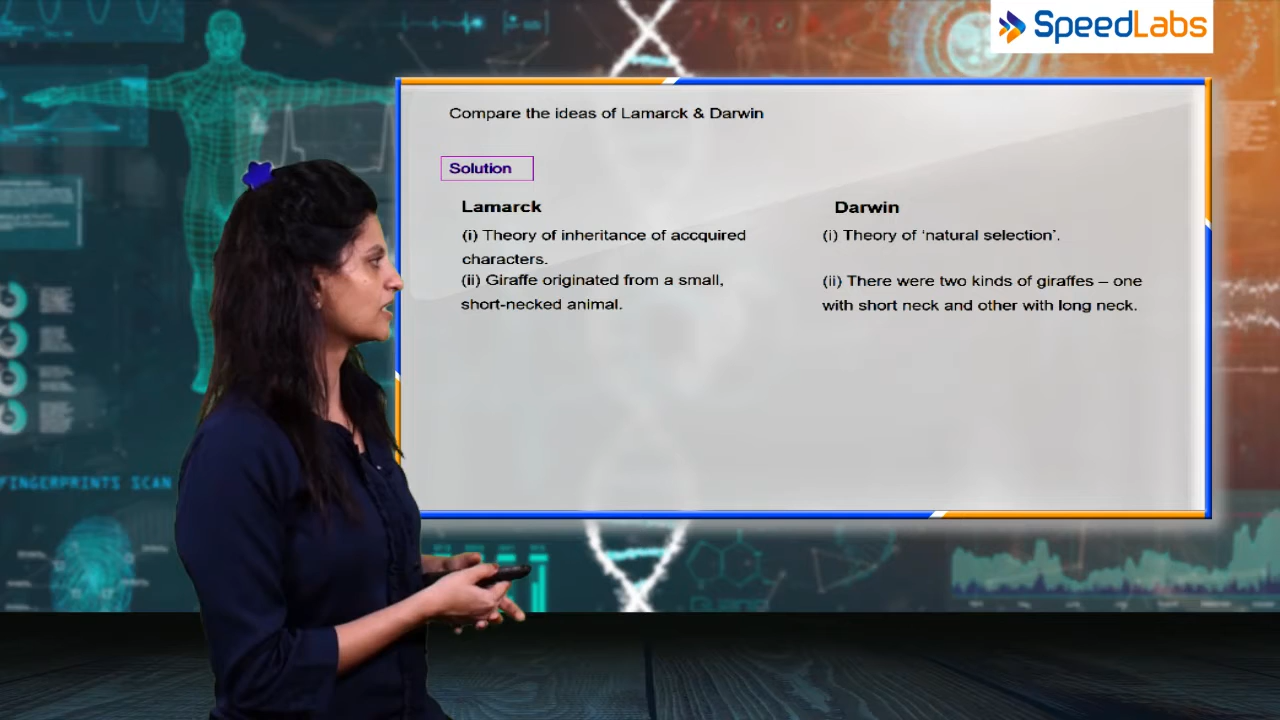 SpeedLabs
Compare the ideas of Lamarck & Darwin
Solution
Lamarck
Darwin
(i) Theory of inheritance of accquired
characters.
(i) Theory of ‘natural selection’.
(ii) Giraffe originated from a small,
short-necked animal.
(ii) There were two kinds of giraffes – one
with short neck and other with long neck.
FINGERPRINTS SCAN